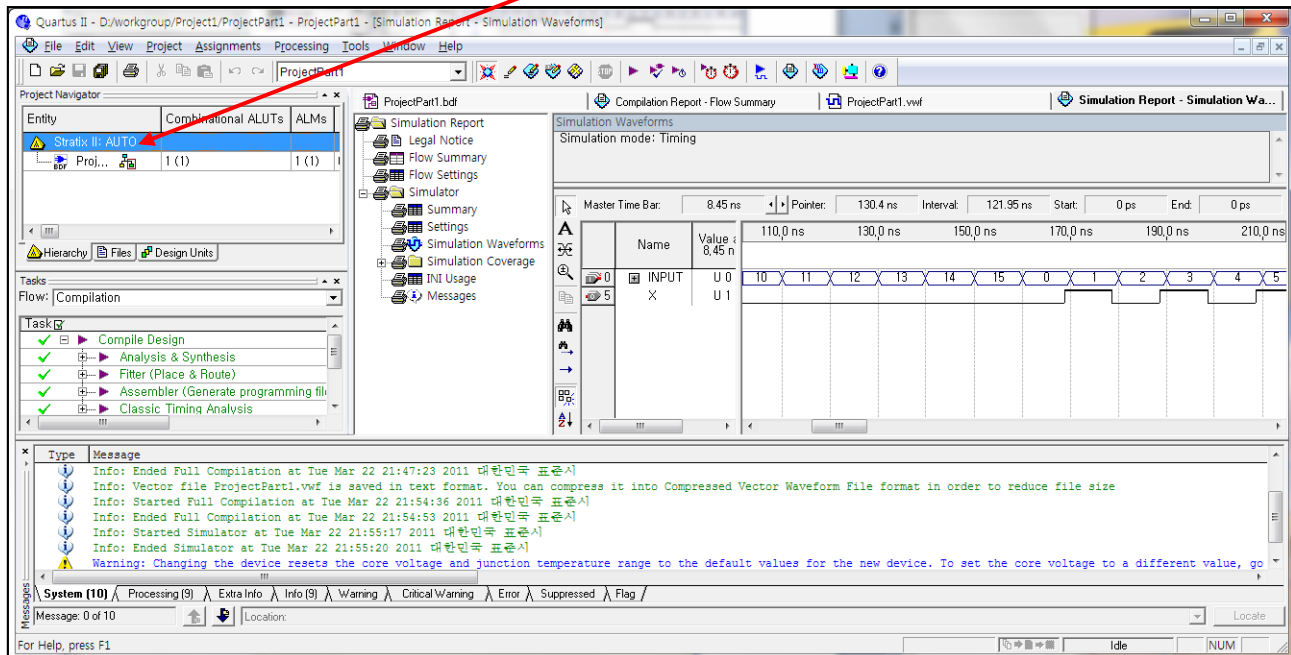 Quartus II - D:/workgroup/Project1/ProjectPart1 - ProjectPart1 - [Simulation Report - Simulation Waveforms]
File Edit View Project Assignments Processing Tools Window Help
ProjectPart1
Project Navigator
Entity Combinational ALUTs ALMs
Stratix II: AUTO
Proj... 1 (1) 1 (1)
Hierarchy Files Design Units
Tasks
Flow: Compilation
Task
Compile Design
Analysis & Synthesis
Fitter (Place & Route)
Assembler (Generate programming fil
Classic Timing Analysis
ProjectPart1.bdf Compilation Report - Flow Summary ProjectPart1.vwf Simulation Report - Simulation Wa...
Simulation Report
Legal Notice
Flow Summary
Flow Settings
Simulator
Summary
Settings
Simulation Waveforms
Simulation Coverage
INI Usage
Messages
Simulation Waveforms
Simulation mode: Timing
Master Time Bar: 8.45 ns Pointer: 130.4 ns Interval: 121.95 ns Start: 0 ps End: 0 ps
Name Value a 110,0 ns 130,0 ns 150,0 ns 170,0 ns 190,0 ns 210,0 ns
8,45 n
0 INPUT U 0 10 11 12 13 14 15 0 1 2 3 4 5
5 X U 1
Type Message
Info: Ended Full Compilation at Tue Mar 22 21:47:23 2011 대한민국 표준시
Info: Vector file ProjectPart1.vwf is saved in text format. You can compress it into Compressed Vector Waveform File format in order to reduce file size
Info: Started Full Compilation at Tue Mar 22 21:54:36 2011 대한민국 표준시
Info: Ended Full Compilation at Tue Mar 22 21:54:53 2011 대한민국 표준시
Info: Started Simulator at Tue Mar 22 21:55:17 2011 대한민국 표준시
Info: Ended Simulator at Tue Mar 22 21:55:20 2011 대한민국 표준시
Warning: Changing the device resets the core voltage and junction temperature range to the default values for the new device. To set the core voltage to a different value, go
System (10) Processing (9) Extra Info Info (9) Warning Critical Warning Error Suppressed Flag
Messages
Message: 0 of 10 Location: Locate
For Help, press F1 Idle NUM